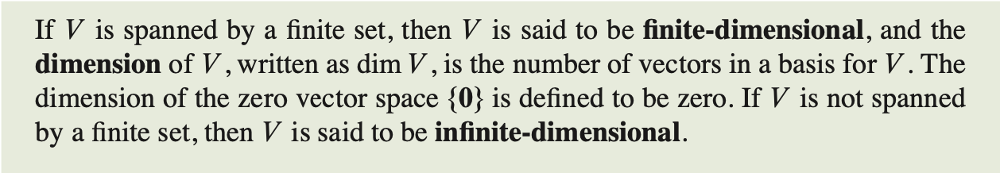 If V is spanned by a finite set, then V is said to be finite-dimensional, and the
dimension of V, written as dim V, is the number of vectors in a basis for V. The
dimension of the zero vector space {0} is defined to be zero. If V is not spanned
by a finite set, then V is said to be infinite-dimensional.